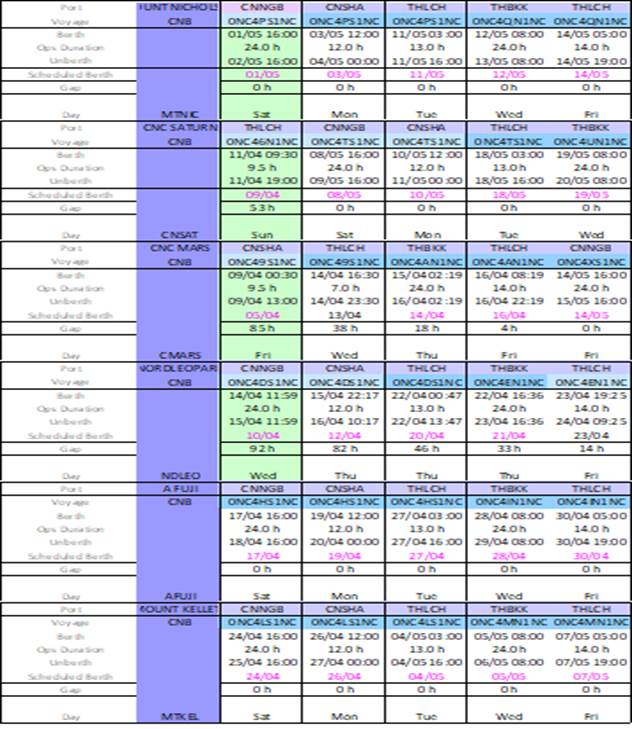 Port UNT NICHOLS CNNGB CNSHA THLCH THBKK THLCH
Voyage CNB ONC4PS1NC ONC4PS1NC ONC4PS1NC ONC4QN1NC ONC4QN1NC
Berth 01/05 16:00 03/05 12:00 11/05 03:00 12/05 08:00 14/05 05:00
Ops Duration 24.0 h 12.0 h 13.0 h 24.0 h 14.0 h
Unberth 02/05 16:00 04/05 00:00 11/05 16:00 13/05 08:00 14/05 19:00
Scheduled Berth 01/05 03/05 11/05 12/05 14/05
Gap 0 h 0 h 0 h 0 h 0 h
Day MTNIC Sat Mon Tue Wed Fri
Port CNC SATURN THLCH CNNGB CNSHA THLCH THBKK
Voyage CNB ONC46N1NC ONC4TS1NC ONC4TS1NC ONC4TS1NC ONC4UN1NC
Berth 11/04 09:30 08/05 16:00 10/05 12:00 18/05 03:00 19/05 08:00
Ops Duration 9.5 h 24.0 h 12.0 h 13.0 h 24.0 h
Unberth 11/04 19:00 09/05 16:00 11/05 00:00 18/05 16:00 20/05 08:00
Scheduled Berth 09/04 08/05 10/05 18/05 19/05
Gap 53 h 0 h 0 h 0 h 0 h
Day CNSAT Sun Sat Mon Tue Wed
Port CNC MARS CNSHA THLCH THBKK THLCH CNNGB
Voyage CNB ONC49S1NC ONC49S1NC ONC4AN1NC ONC4AN1NC ONC4XS1NC
Berth 09/04 00:30 14/04 16:30 15/04 02:19 16/04 08:19 14/05 16:00
Ops Duration 9.5 h 7.0 h 24.0 h 14.0 h 24.0 h
Unberth 09/04 13:00 14/04 23:30 16/04 02:19 16/04 22:19 15/05 16:00
Scheduled Berth 05/04 13/04 14/04 16/04 14/05
Gap 85 h 38 h 18 h 4 h 0 h
Day CMARS Fri Wed Thu Fri Fri
Port NORDLEOPARI CNNGB CNSHA THLCH THBKK THLCH
Voyage CNB ONC4DS1NC ONC4DS1NC ONC4DS1NC ONC4EN1NC ONC4EN1NC
Berth 14/04 11:59 15/04 22:17 22/04 00:47 22/04 16:36 23/04 19:25
Ops Duration 24.0 h 12.0 h 13.0 h 24.0 h 14.0 h
Unberth 15/04 11:59 16/04 10:17 22/04 13:47 23/04 16:36 24/04 09:25
Scheduled Berth 10/04 12/04 20/04 21/04 23/04
Gap 92 h 82 h 46 h 33 h 14 h
Day NDLEO Wed Thu Thu Thu Fri
Port A FUJI CNNGB CNSHA THLCH THBKK THLCH
Voyage CNB ONC4HS1NC ONC4HS1NC ONC4HS1NC ONC4IN1NC ONC4IN1NC
Berth 17/04 16:00 19/04 12:00 27/04 03:00 28/04 08:00 30/04 05:00
Ops Duration 24.0 h 12.0 h 13.0 h 24.0 h 14.0 h
Unberth 18/04 16:00 20/04 00:00 27/04 16:00 29/04 08:00 30/04 19:00
Scheduled Berth 17/04 19/04 27/04 28/04 30/04
Gap 0 h 0 h 0 h 0 h 0 h
Day AFUJI Sat Mon Tue Wed Fri
Port MOUNT KELLET CNNGB CNSHA THLCH THBKK THLCH
Voyage CNB ONC4LS1NC ONC4LS1NC ONC4LS1NC ONC4MN1NC ONC4MN1NC
Berth 24/04 16:00 26/04 12:00 04/05 03:00 05/05 08:00 07/05 05:00
Ops Duration 24.0 h 12.0 h 13.0 h 24.0 h 14.0 h
Unberth 25/04 16:00 27/04 00:00 04/05 16:00 06/05 08:00 07/05 19:00
Scheduled Berth 24/04 26/04 04/05 05/05 07/05
Gap 0 h 0 h 0 h 0 h 0 h
Day MTKEL Sat Mon Tue Wed Fri